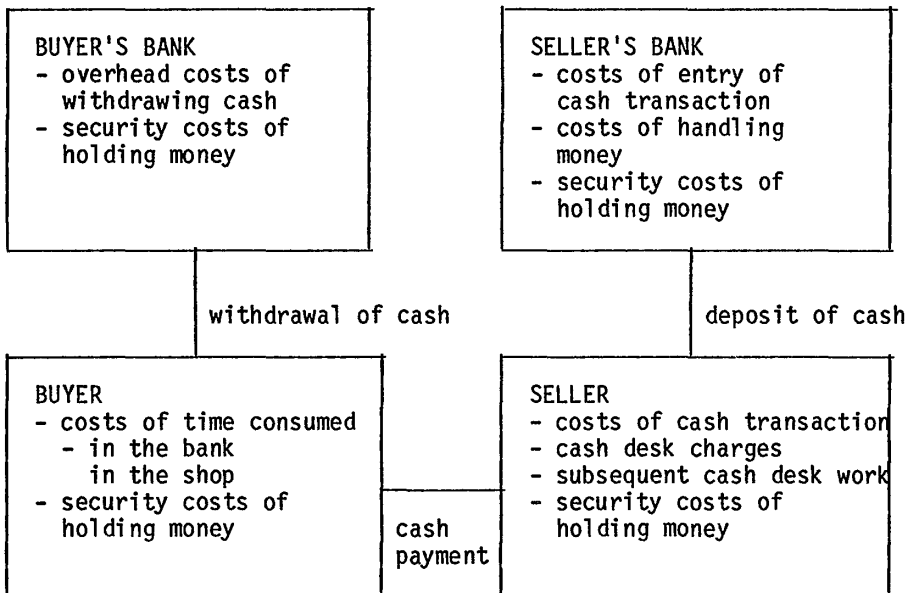 BUYER'S BANK
- overhead costs of
withdrawing cash
- security costs of
holding money
SELLER'S BANK
- costs of entry of
cash transaction
- costs of handling
money
- security costs of
holding money
withdrawal of cash
deposit of cash
BUYER
- costs of time consumed
- in the bank
in the shop
- security costs of
holding money
cash
payment
SELLER
- costs of cash transaction
- cash desk charges
- subsequent cash desk work
- security costs of
holding money